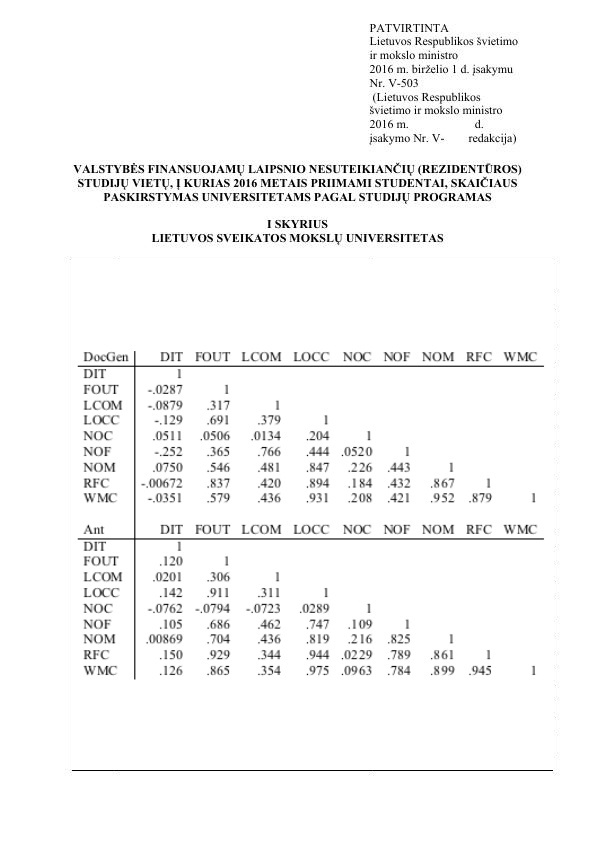 PATVIRTINTA
Lietuvos Respublikos švietimo
ir mokslo ministro
2016 m. birželio 1 d. įsakymu
Nr. V-503
(Lietuvos Respublikos
švietimo ir mokslo ministro
2016 m. d.
įsakymo Nr. V- redakcija)
VALSTYBĖS FINANSUOJAMŲ LAIPSNIO NESUTEIKIANČIŲ (REZIDENTŪROS)
STUDIJŲ VIETŲ, Į KURIAS 2016 METAIS PRIIMAMI STUDENTAI, SKAIČIAUS
PASKIRSTYMAS UNIVERSITETAMS PAGAL STUDIJŲ PROGRAMAS
I SKYRIUS
LIETUVOS SVEIKATOS MOKSLŲ UNIVERSITETAS
DocGen DIT FOUT LCOM LOCC NOC NOF NOM RFC WMC
DIT 1
FOUT -.0287 1
LCOM -.0879 .317 1
LOCC -.129 .691 .379 1
NOC .0511 .0506 .0134 .204 1
NOF -.252 .365 .766 .444 .0520 1
NOM .0750 .546 .481 .847 .226 .443 1
RFC -.00672 .837 .420 .894 .184 .432 .867 1
WMC -.0351 .579 .436 .931 .208 .421 .952 .879 1
Ant DIT FOUT LCOM LOCC NOC NOF NOM RFC WMC
DIT 1
FOUT .120 1
LCOM .0201 .306 1
LOCC .142 .911 .311 1
NOC -.0762 -.0794 -.0723 .0289 1
NOF .105 .686 .462 .747 .109 1
NOM .00869 .704 .436 .819 .216 .825 1
RFC .150 .929 .344 .944 .0229 .789 .861 1
WMC .126 .865 .354 .975 .0963 .784 .899 .945 1